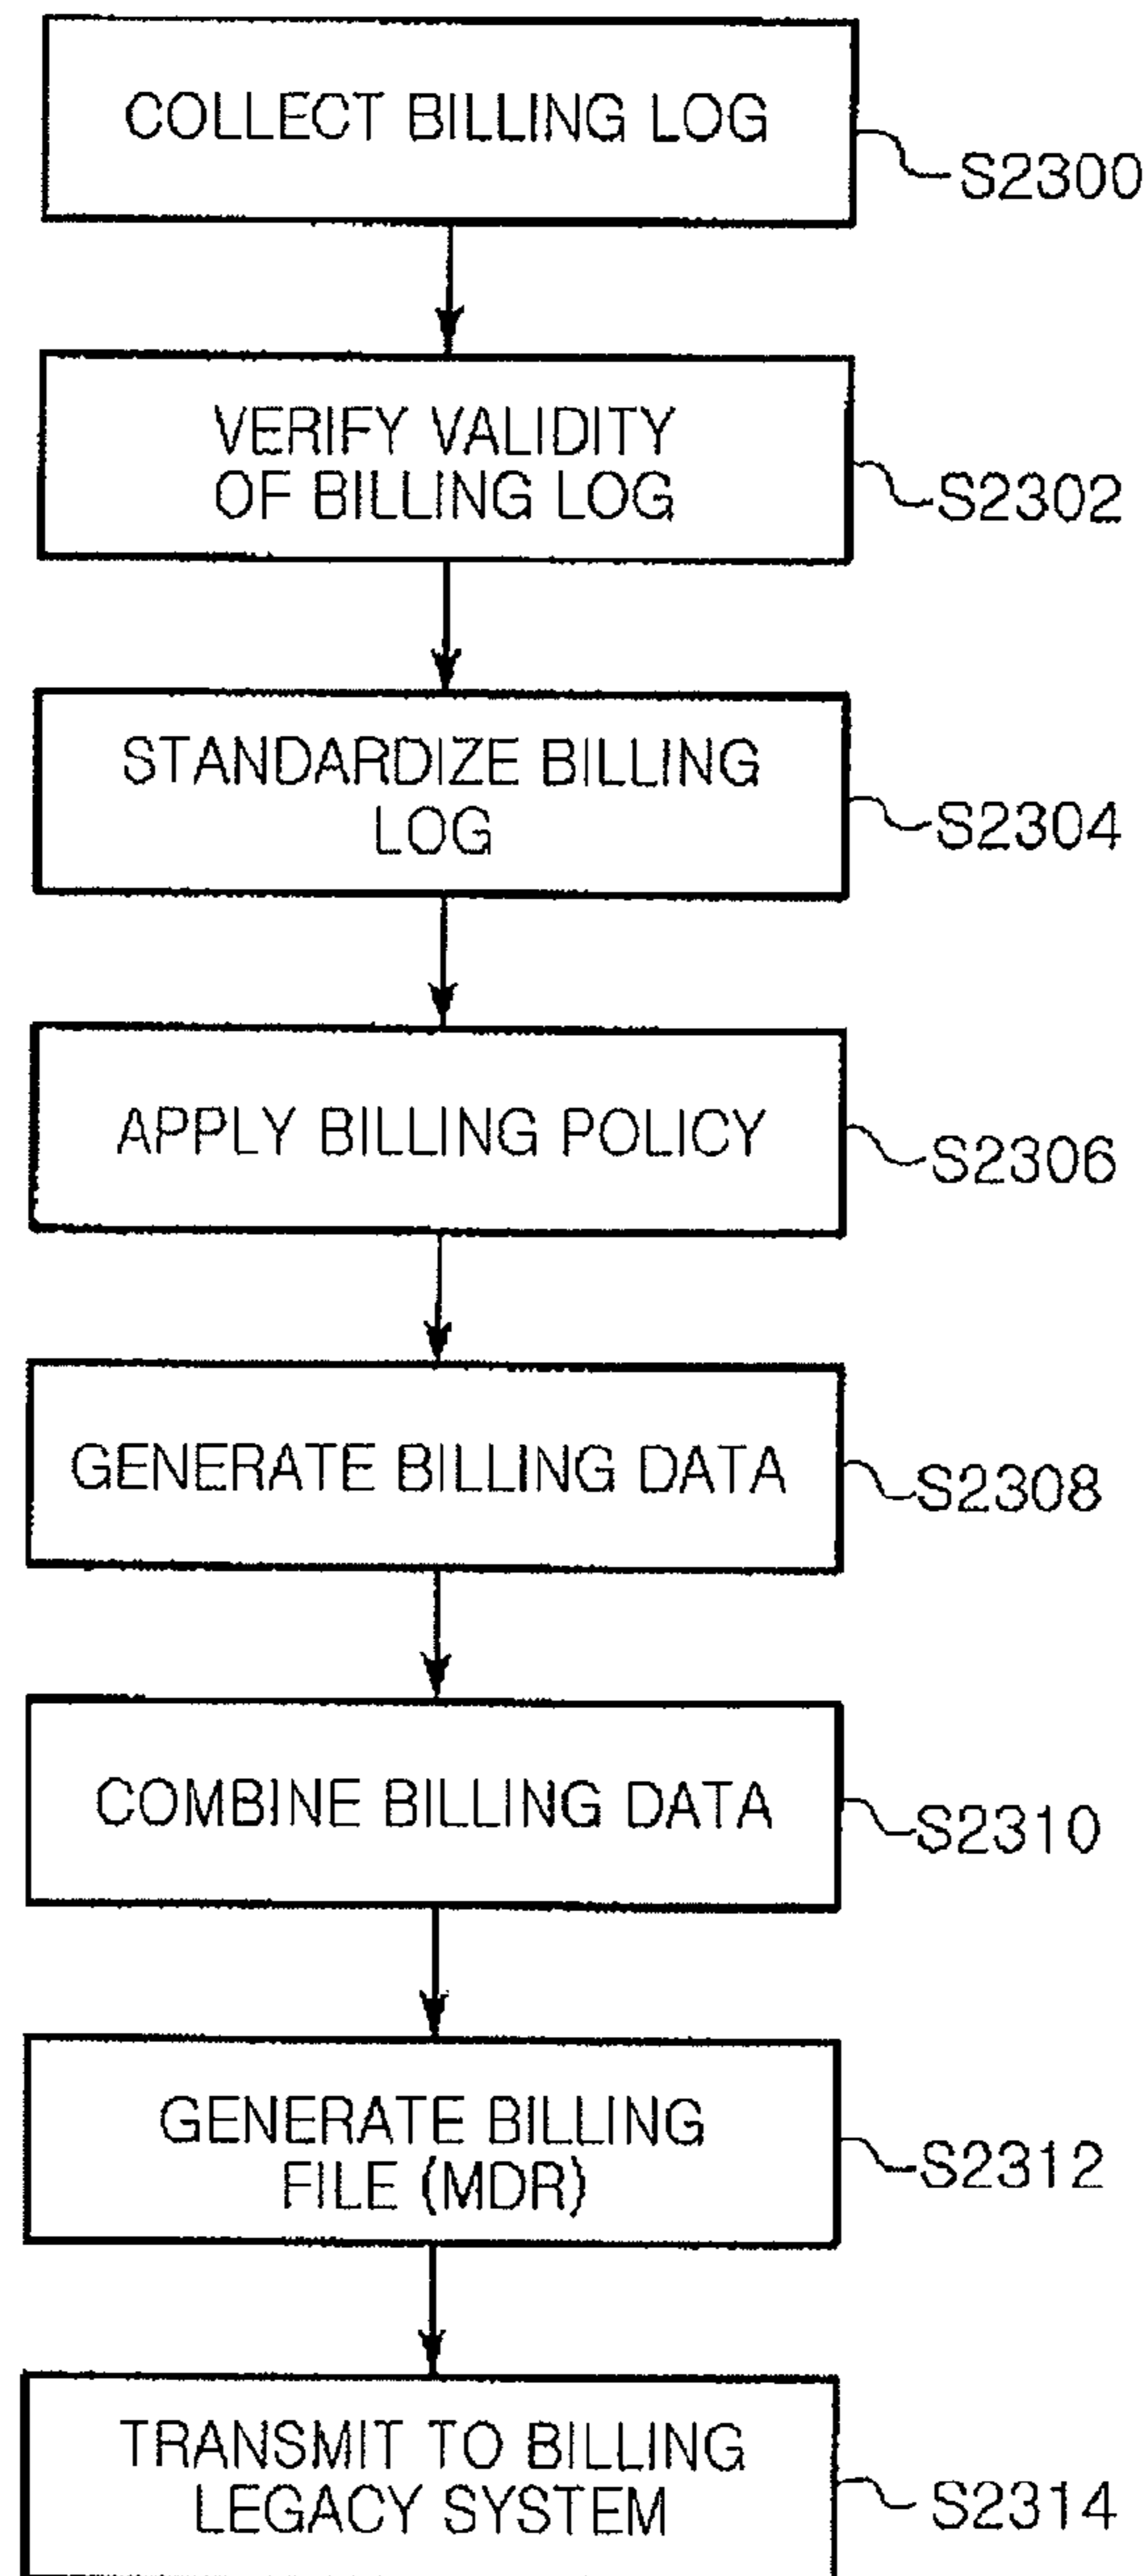 COLLECT BILLING LOG
S2300
VERIFY VALIDITY
OF BILLING LOG
S2302
STANDARDIZE BILLING
LOG
S2304
APPLY BILLING POLICY
S2306
GENERATE BILLING DATA
S2308
COMBINE BILLING DATA
S2310
GENERATE BILLING
FILE (MDR)
S2312
TRANSMIT TO BILLING
LEGACY SYSTEM
S2314